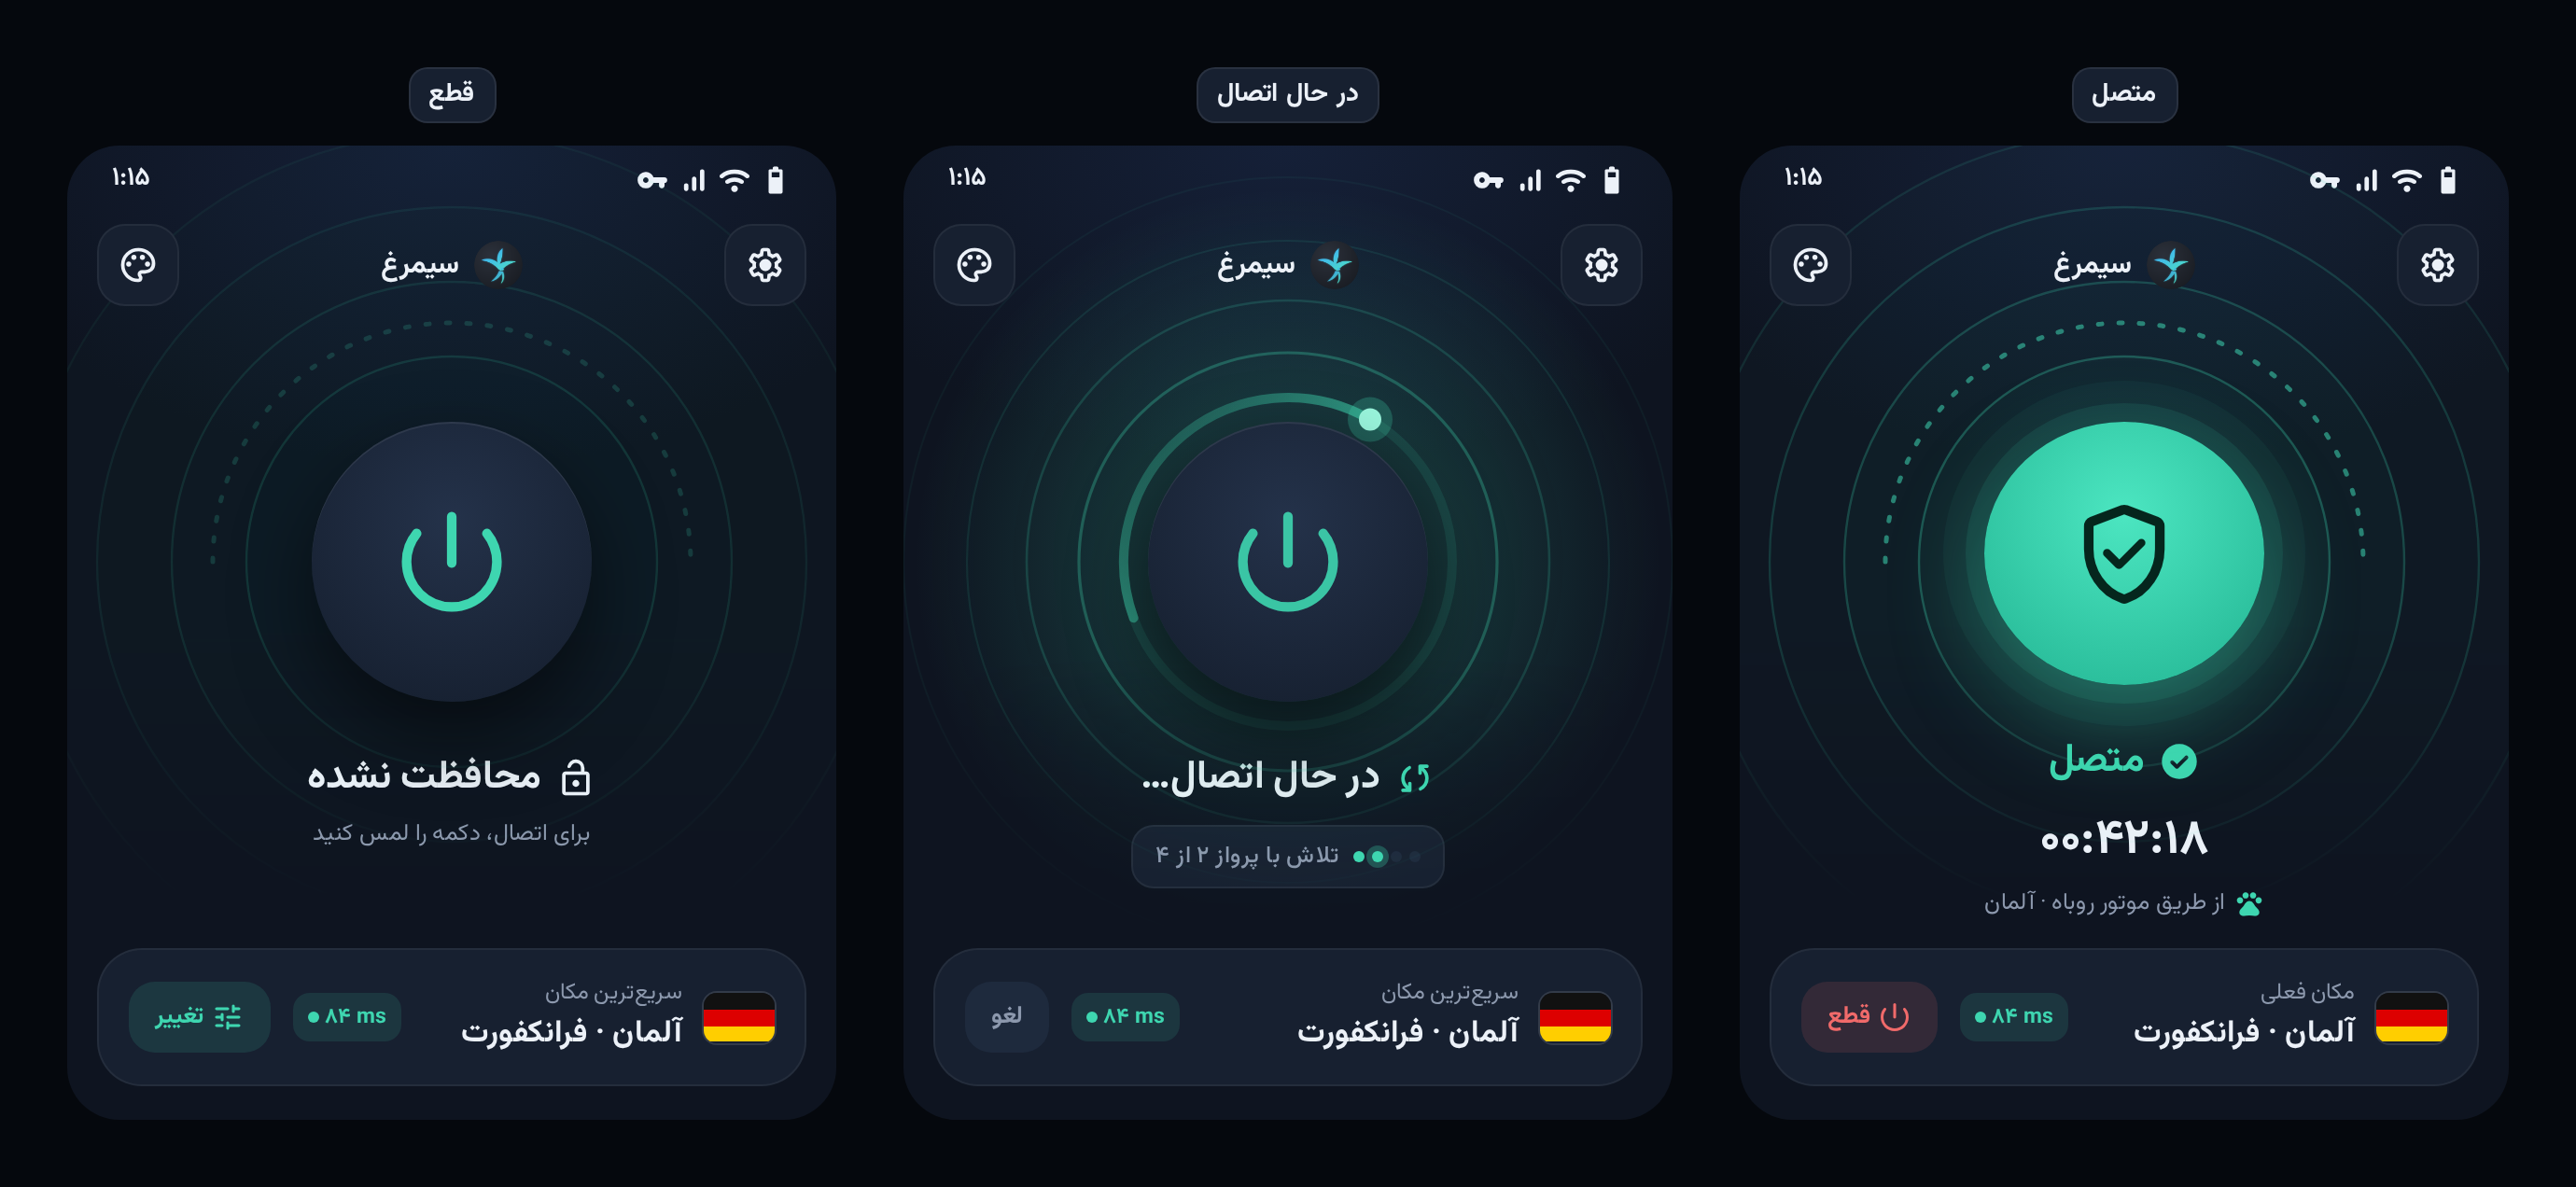 متصل
۱:۱۵
سیمرغ
متصل
۰۰:۴۲:۱۸
از طریق موتور روباه · آلمان
مکان فعلی
آلمان · فرانکفورت
۸۴ ms
قطع
در حال اتصال
۱:۱۵
سیمرغ
در حال اتصال...
تلاش با پرواز ۲ از ۴
سریع‌ترین مکان
آلمان · فرانکفورت
۸۴ ms
لغو
قطع
۱:۱۵
سیمرغ
محافظت نشده
برای اتصال، دکمه را لمس کنید
سریع‌ترین مکان
آلمان · فرانکفورت
۸۴ ms
تغییر